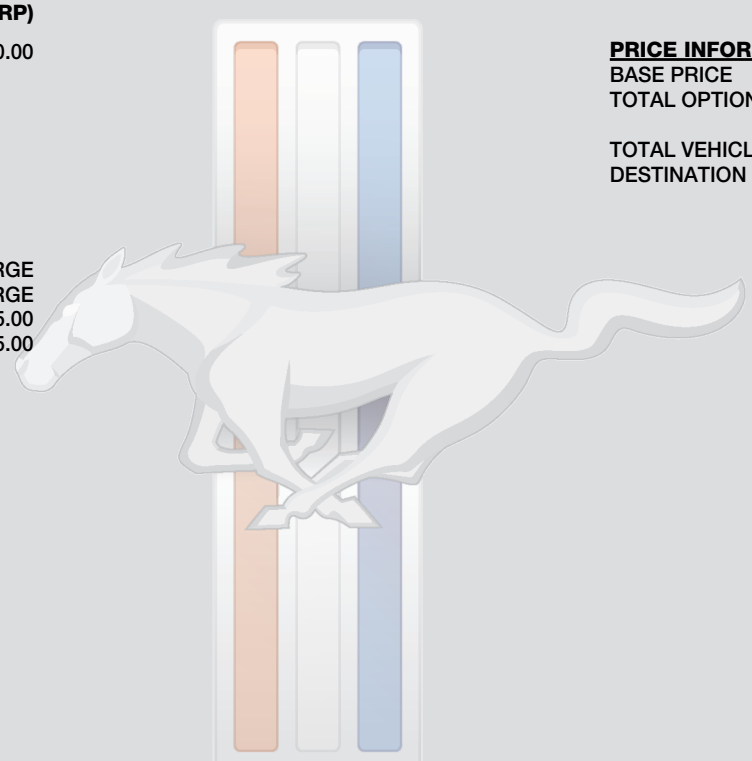 RP)
0.00
RGE
RGE
5.00
5.00
PRICE INFOR
BASE PRICE
TOTAL OPTION
TOTAL VEHICL
DESTINATION